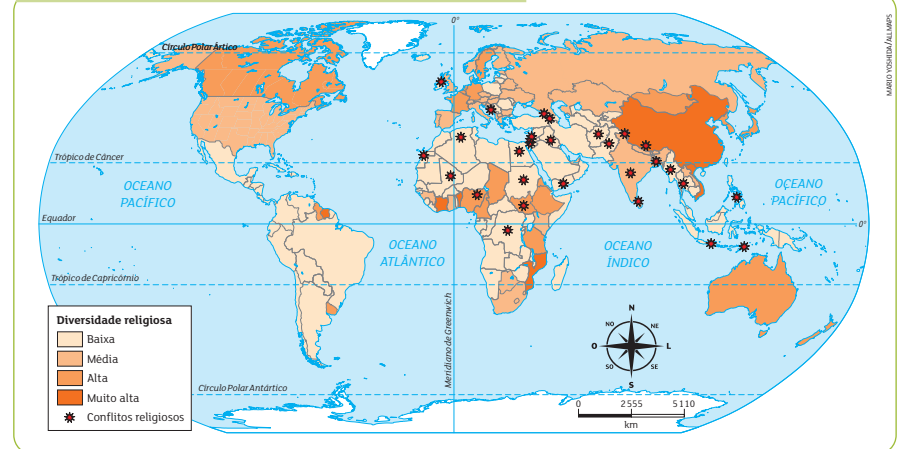 MARIO YOSHIDA/ALLMAPS
0°
Círculo Polar Ártico
Trópico de Câncer
OCEANO
PACÍFICO
OCEANO
PACÍFICO
Equador
0°
OCEANO
ATLÂNTICO
OCEANO
ÍNDICO
Trópico de Capricórnio
Meridiano de Greenwich
Diversidade religiosa
Baixa
Média
Alta
Muito alta
Conflitos religiosos
N
NO
NE
O
L
SO
SE
S
Círculo Polar Antártico
0 2 555 5 110
km